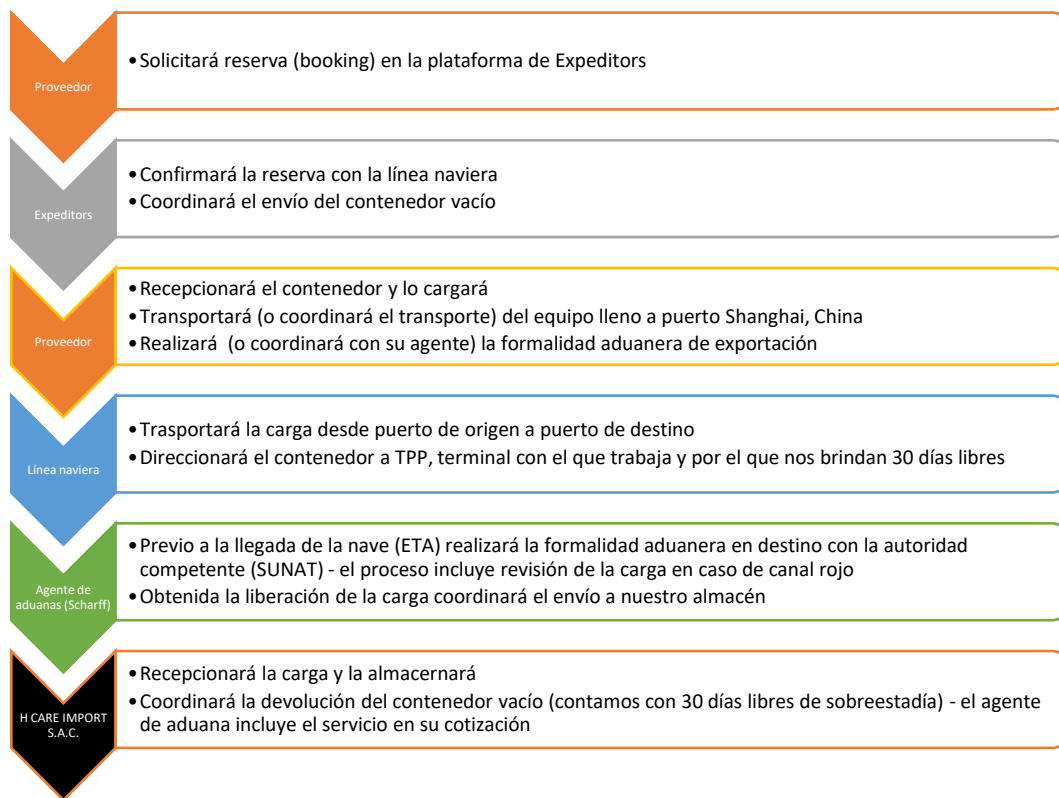 Proveedor
•Solicitará reserva (booking) en la plataforma de Expeditors
Expeditors
•Confirmará la reserva con la línea naviera
•Coordinará el envío del contenedor vacío
Proveedor
•Recepcionará el contenedor y lo cargará
•Transportará (o coordinará el transporte) del equipo lleno a puerto Shanghai, China
•Realizará (o coordinará con su agente) la formalidad aduanera de exportación
Línea naviera
•Trasportará la carga desde puerto de origen a puerto de destino
•Direccionará el contenedor a TPP, terminal con el que trabaja y por el que nos brindan 30 días libres
Agente de
aduanas (Scharff)
•Previo a la llegada de la nave (ETA) realizará la formalidad aduanera en destino con la autoridad
competente (SUNAT) - el proceso incluye revisión de la carga en caso de canal rojo
•Obtenida la liberación de la carga coordinará el envío a nuestro almacén
H CARE IMPORT
S.A.C.
•Recepcionará la carga y la almacernará
•Coordinará la devolución del contenedor vacío (contamos con 30 días libres de sobreestadía) - el agente
de aduana incluye el servicio en su cotización